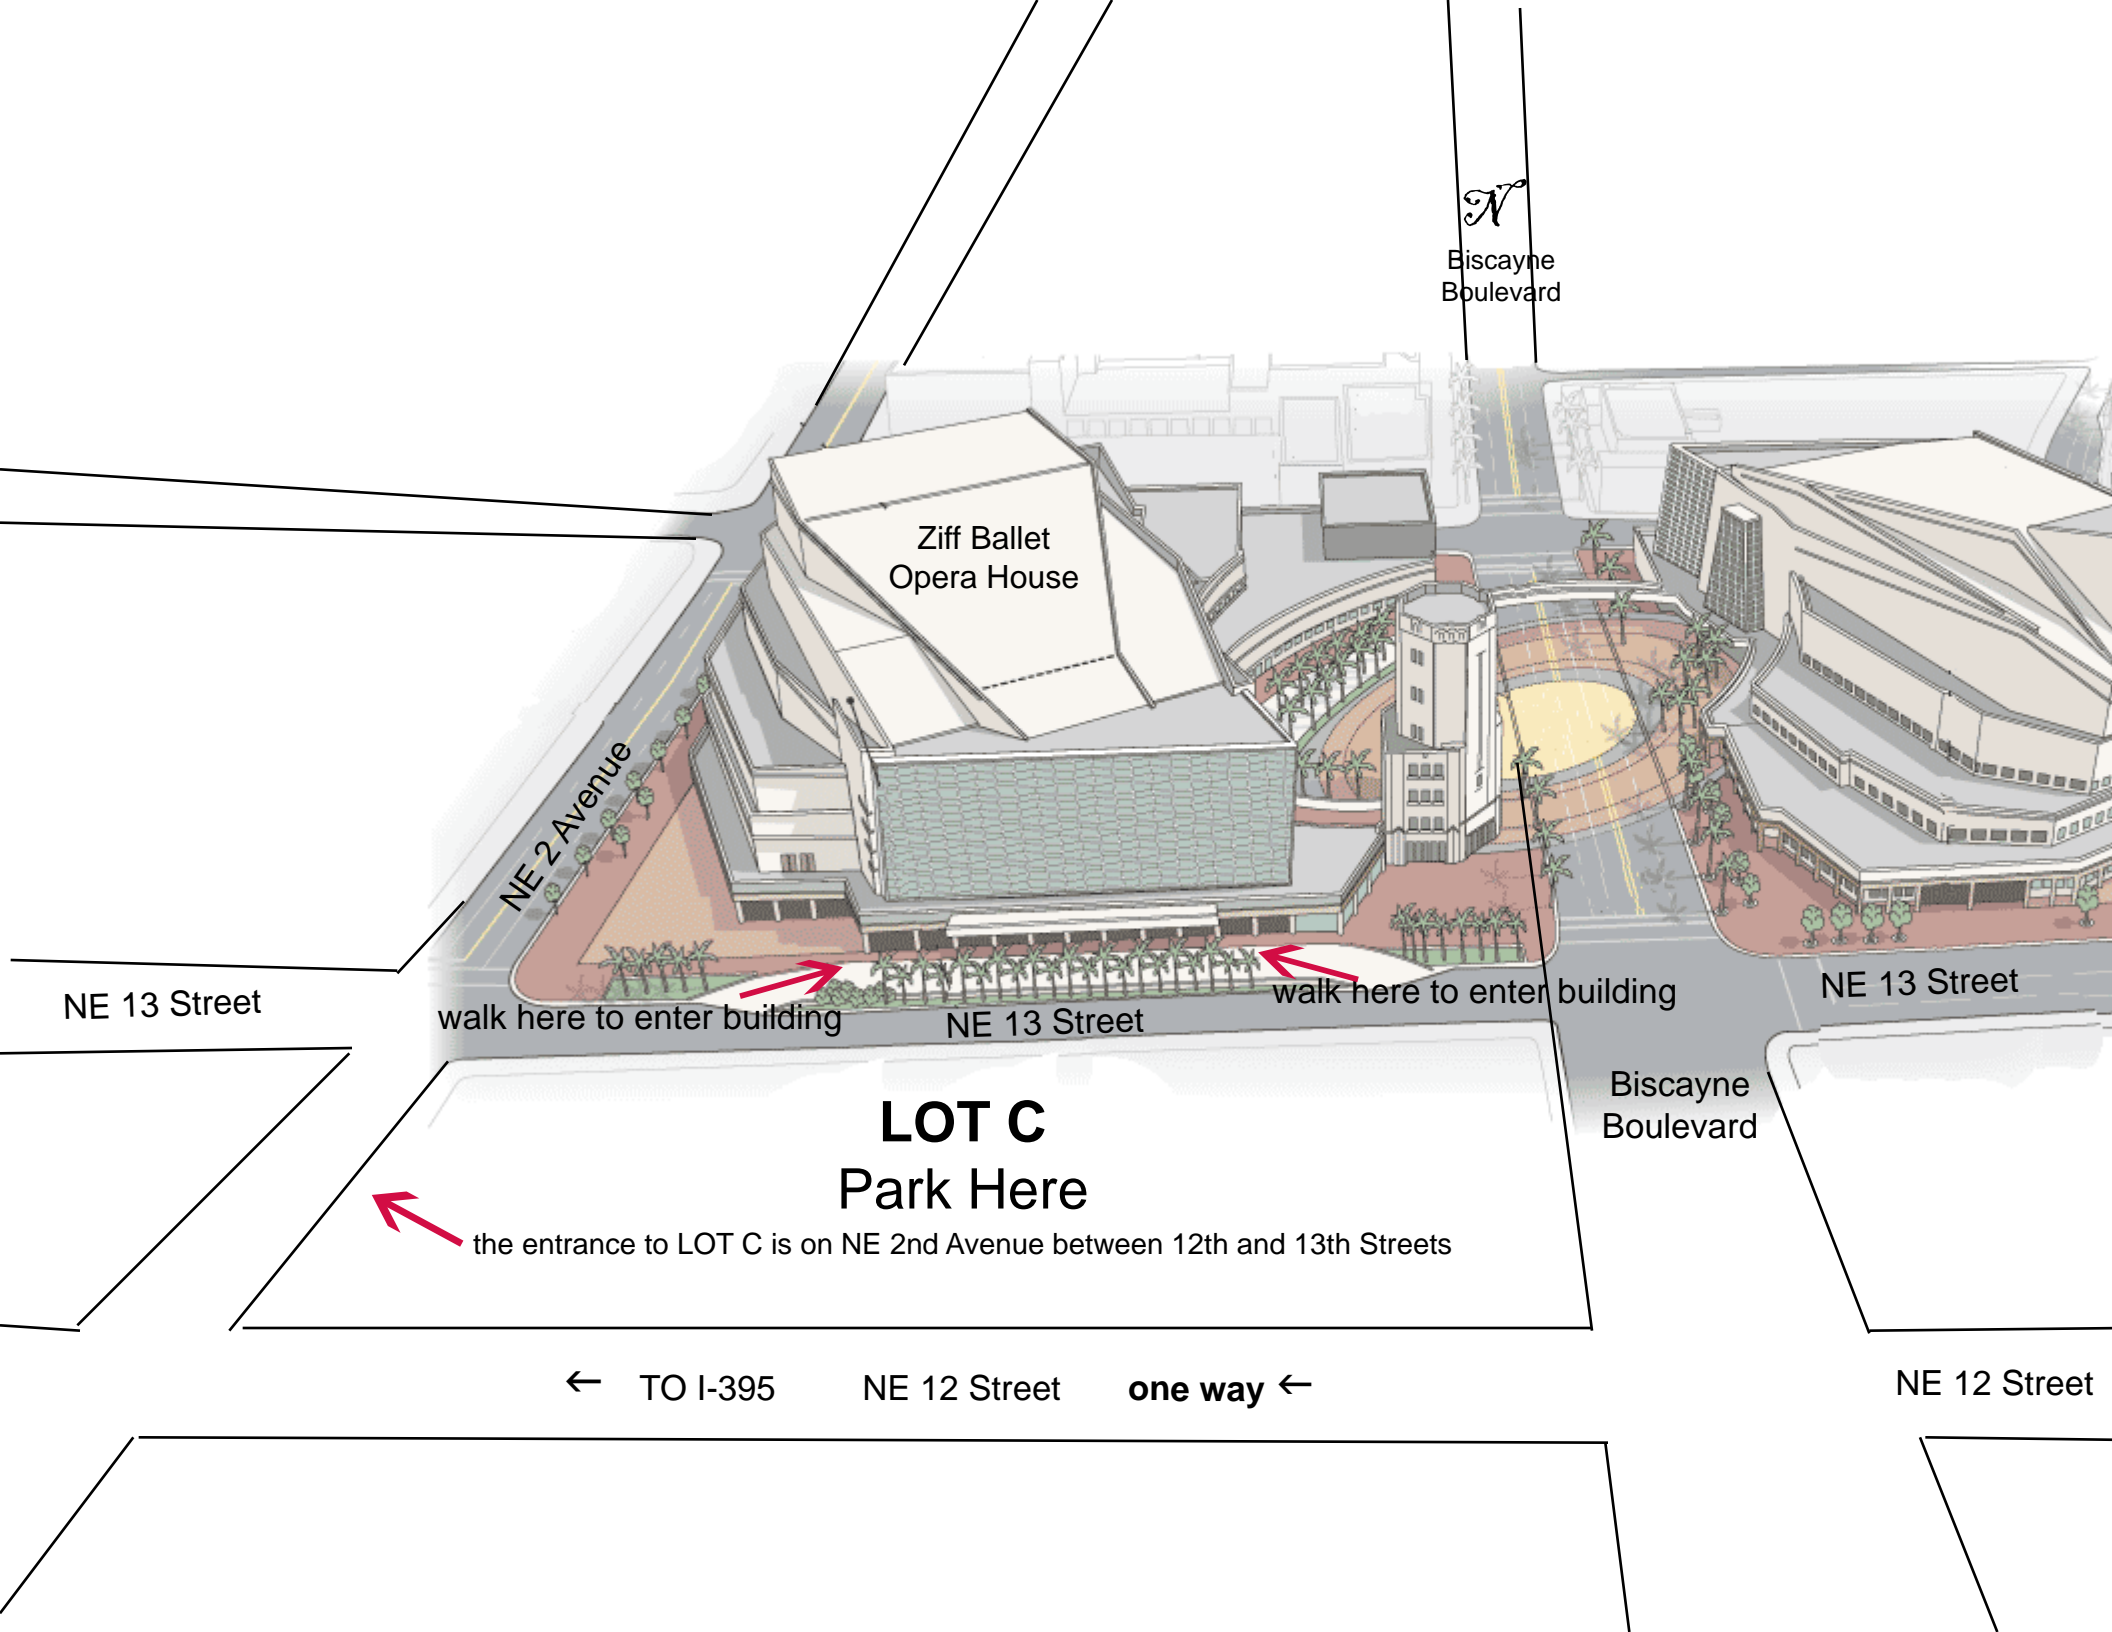 N
Biscayne
Boulevard
Ziff Ballet
Opera House
NE 2 Avenue
NE 13 Street
walk here to enter building
NE 13 Street
walk here to enter building
NE 13 Street
Biscayne
Boulevard
LOT C
Park Here
the entrance to LOT C is on NE 2nd Avenue between 12th and 13th Streets
← TO I-395 NE 12 Street one way ←
NE 12 Street